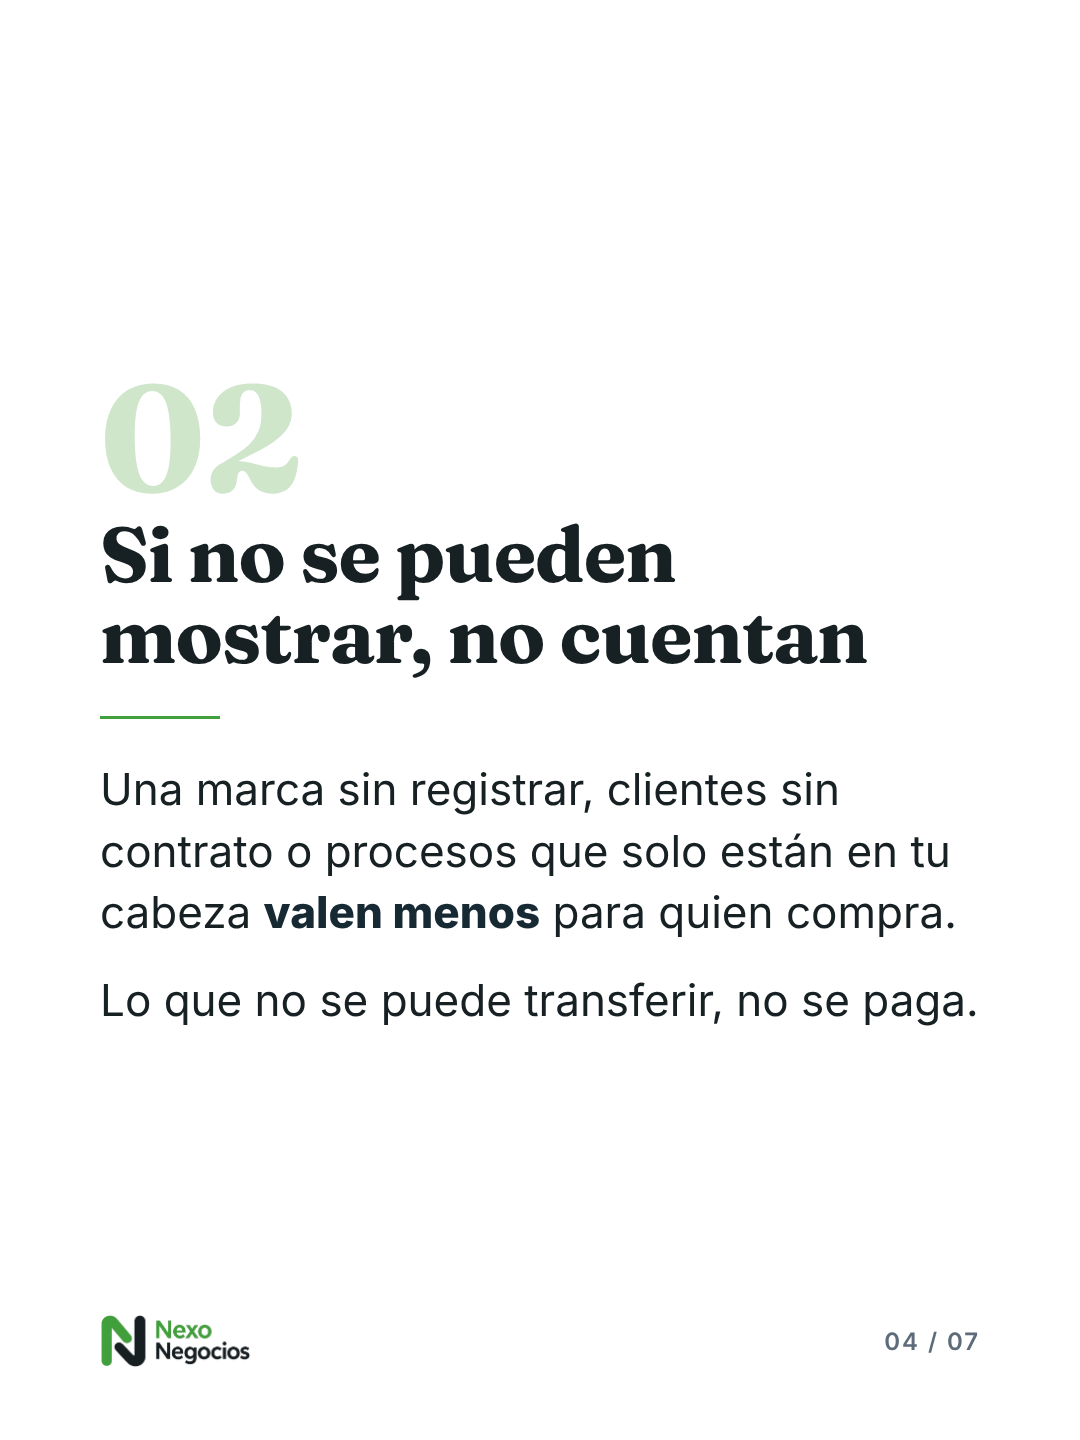 02
Si no se pueden
mostrar, no cuentan
Una marca sin registrar, clientes sin
contrato o procesos que solo están en tu
cabeza valen menos para quien compra.
Lo que no se puede transferir, no se paga.
Nexo
Negocios
04 / 07